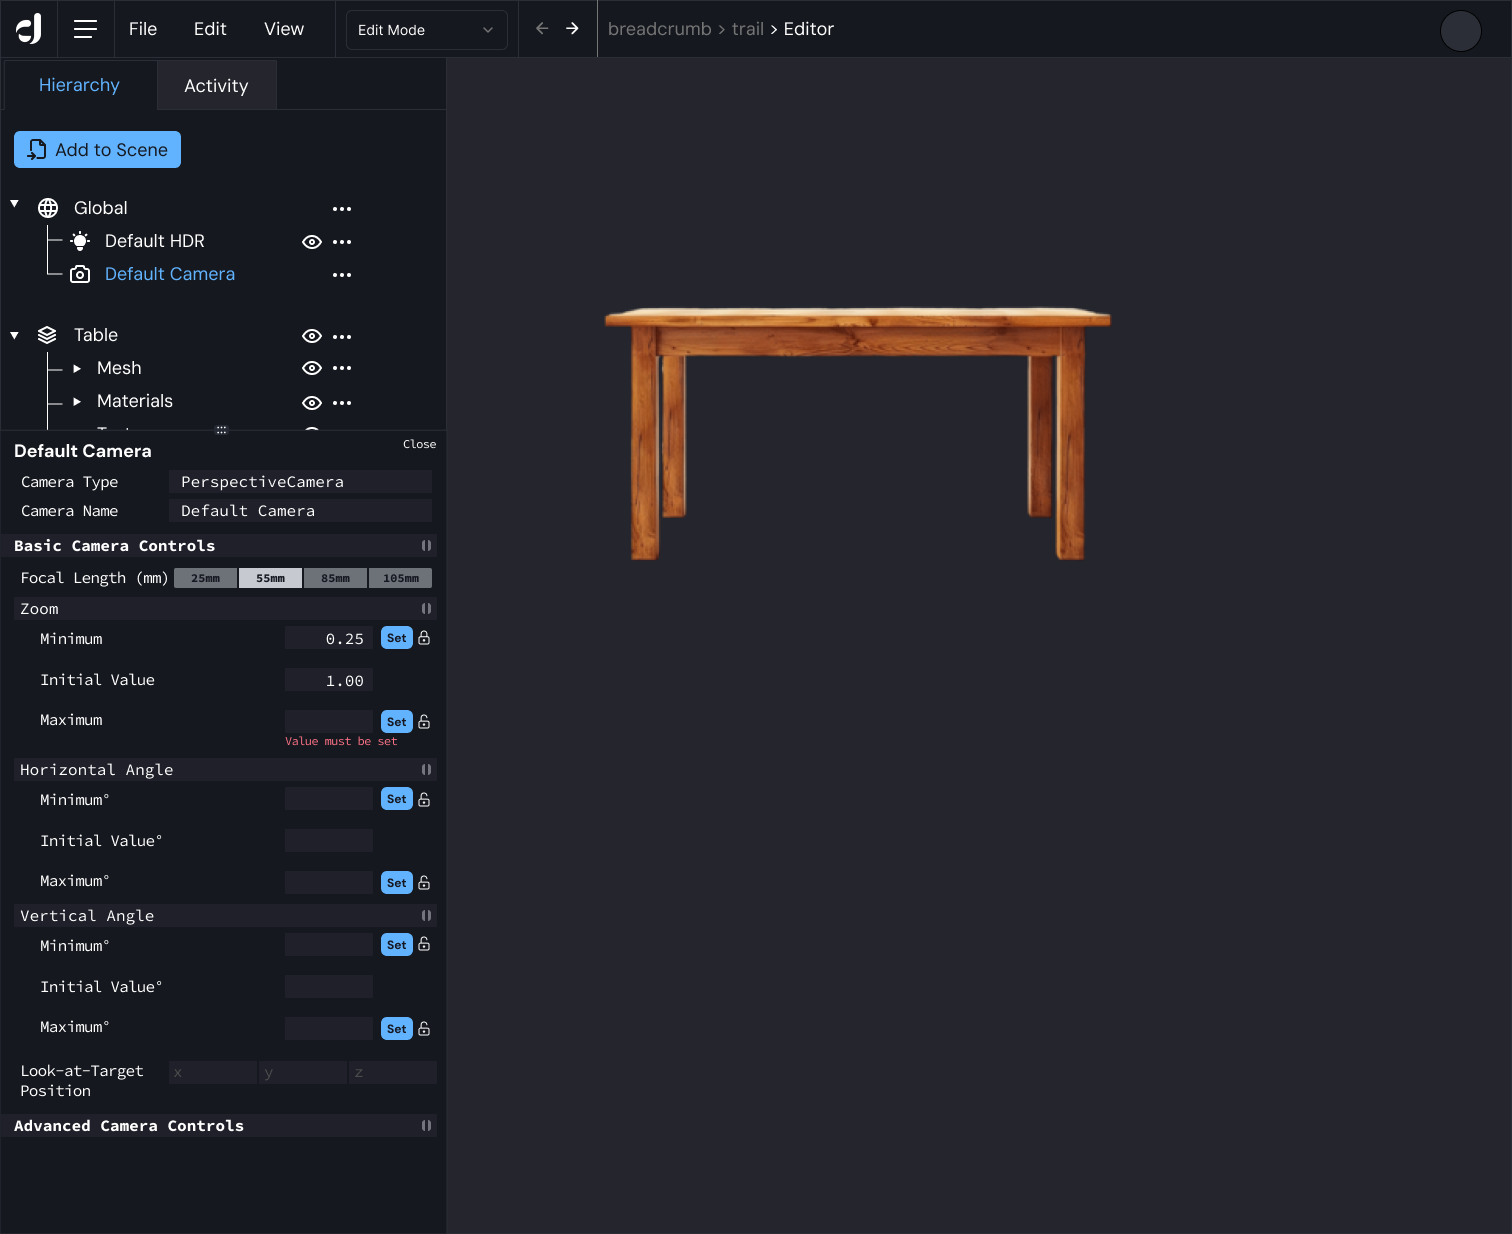 File Edit View Edit Mode breadcrumb > trail > Editor
Hierarchy Activity
Add to Scene
Global
Default HDR
Default Camera
Table
Mesh
Materials
Default Camera Close
Camera Type PerspectiveCamera
Camera Name Default Camera
Basic Camera Controls
Focal Length (mm) 25mm 55mm 85mm 105mm
Zoom
Minimum 0.25 Set
Initial Value 1.00
Maximum Set
Value must be set
Horizontal Angle
Minimum° Set
Initial Value°
Maximum° Set
Vertical Angle
Minimum° Set
Initial Value°
Maximum° Set
Look-at-Target x y z
Position
Advanced Camera Controls